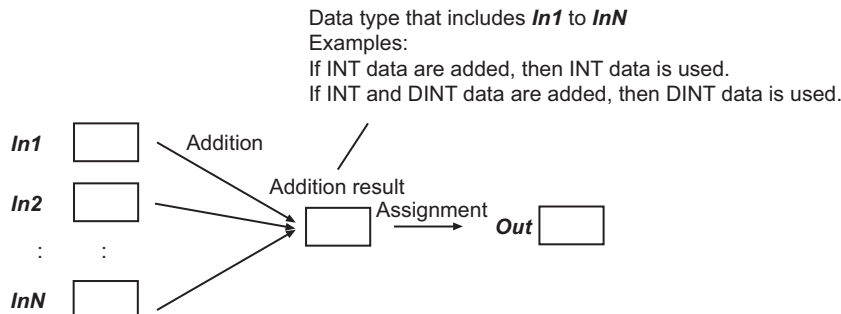 Data type that includes In1 to InN
Examples:
If INT data are added, then INT data is used.
If INT and DINT data are added, then DINT data is used.
In1
Addition
In2
Addition result
Assignment
Out
: :
InN